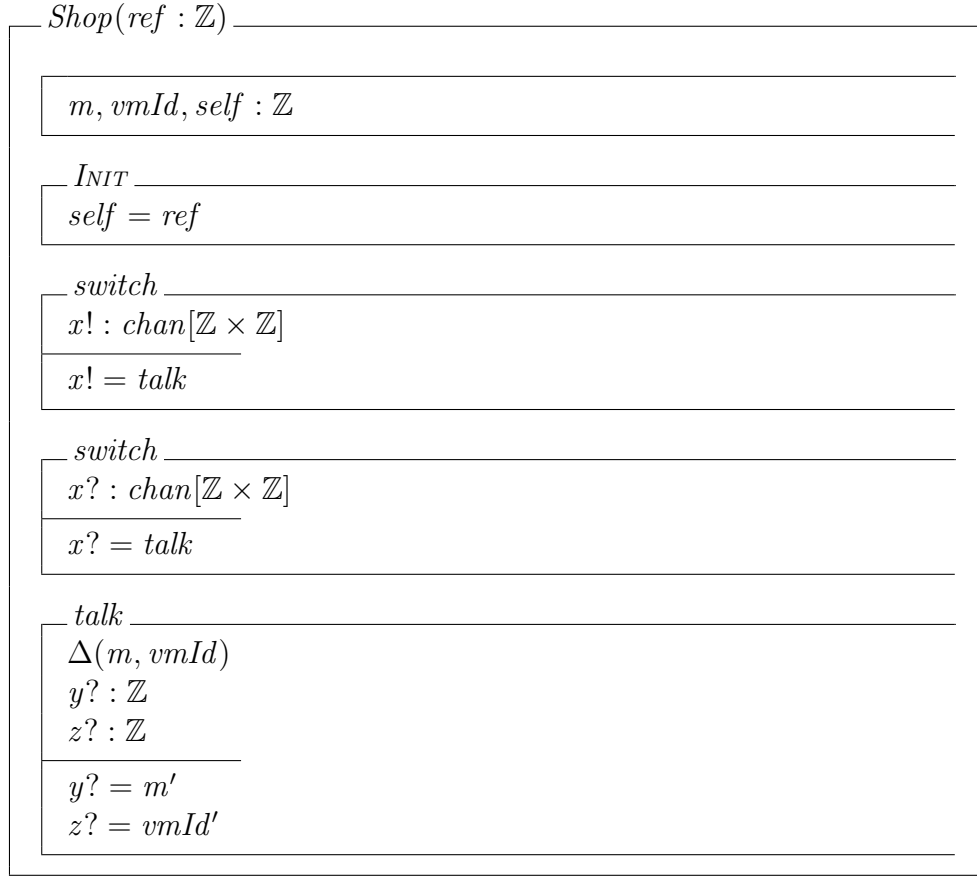 Shop(ref : ℤ)
m, vmId, self : ℤ
INIT
self = ref
switch
x! : chan[ℤ × ℤ]
x! = talk
switch
x? : chan[ℤ × ℤ]
x? = talk
talk
Δ(m, vmId)
y? : ℤ
z? : ℤ
y? = m′
z? = vmId′